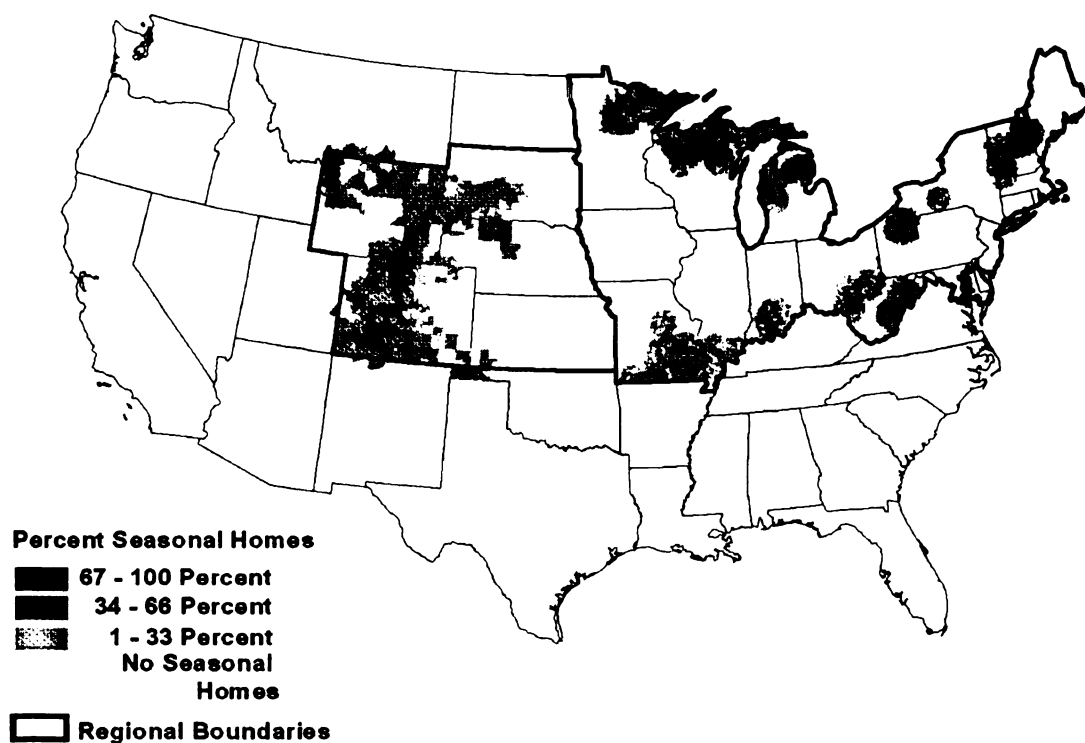 Percent Seasonal Homes
67 - 100 Percent
34 - 66 Percent
1 - 33 Percent
No Seasonal
Homes
Regional Boundaries